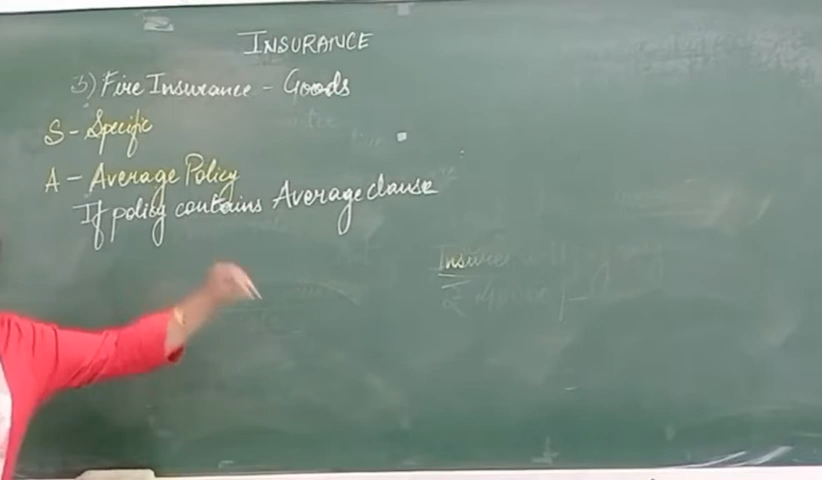 INSURANCE
3) Fire Insurance - Goods
S - Specific
A - Average Policy
If policy contains Average clause